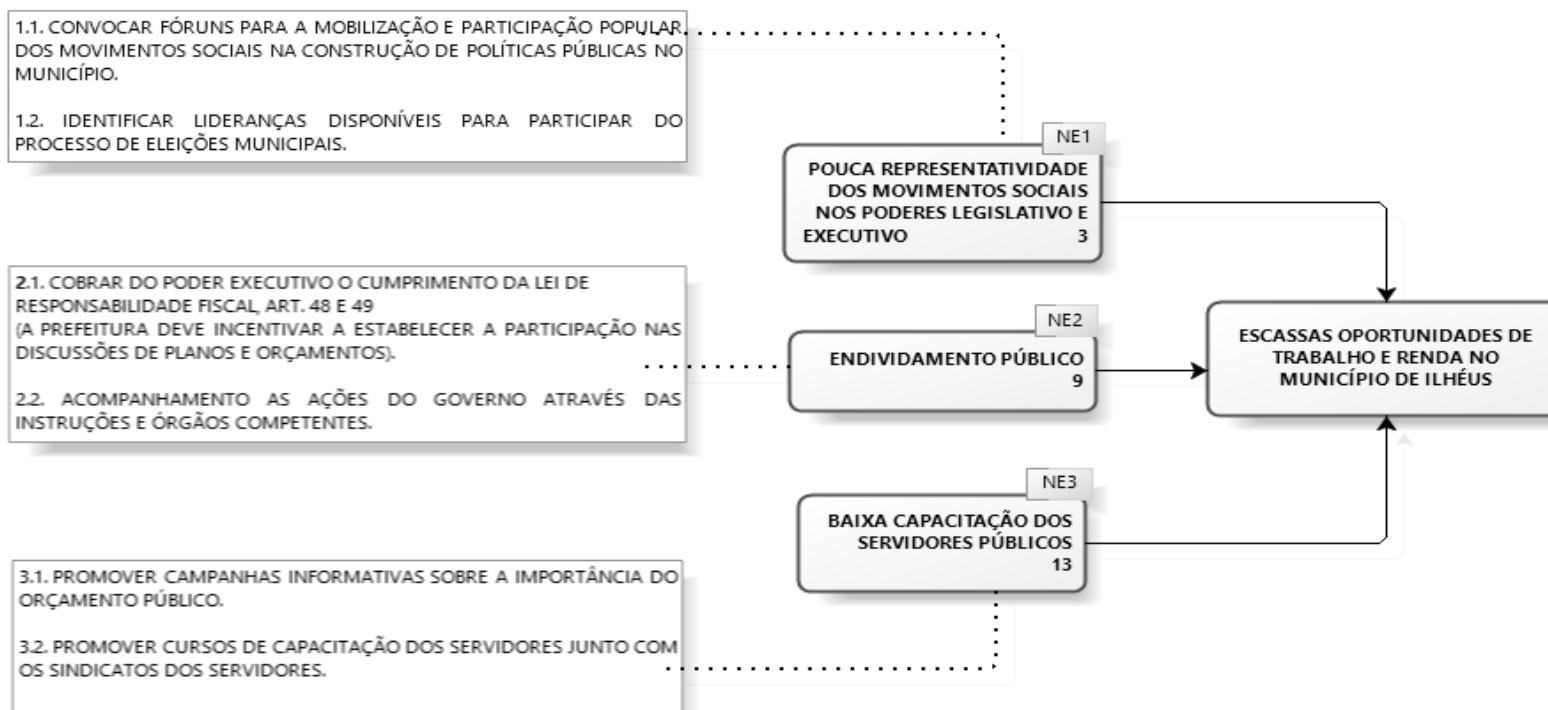 1.1. CONVOCAR FÓRUNS PARA A MOBILIZAÇÃO E PARTICIPAÇÃO POPULAR
DOS MOVIMENTOS SOCIAIS NA CONSTRUÇÃO DE POLÍTICAS PÚBLICAS NO
MUNICÍPIO.
1.2. IDENTIFICAR LIDERANÇAS DISPONÍVEIS PARA PARTICIPAR DO
PROCESSO DE ELEIÇÕES MUNICIPAIS.
NE1
POUCA REPRESENTATIVIDADE
DOS MOVIMENTOS SOCIAIS
NOS PODERES LEGISLATIVO E
EXECUTIVO 3
2.1. COBRAR DO PODER EXECUTIVO O CUMPRIMENTO DA LEI DE
RESPONSABILIDADE FISCAL, ART. 48 E 49
(A PREFEITURA DEVE INCENTIVAR A ESTABELECER A PARTICIPAÇÃO NAS
DISCUSSÕES DE PLANOS E ORÇAMENTOS).
2.2. ACOMPANHAMENTO AS AÇÕES DO GOVERNO ATRAVÉS DAS
INSTRUÇÕES E ÓRGÃOS COMPETENTES.
NE2
ENDIVIDAMENTO PÚBLICO
9
ESCASSAS OPORTUNIDADES DE
TRABALHO E RENDA NO
MUNICÍPIO DE ILHÉUS
NE3
BAIXA CAPACITAÇÃO DOS
SERVIDORES PÚBLICOS
13
3.1. PROMOVER CAMPANHAS INFORMATIVAS SOBRE A IMPORTÂNCIA DO
ORÇAMENTO PÚBLICO.
3.2. PROMOVER CURSOS DE CAPACITAÇÃO DOS SERVIDORES JUNTO COM
OS SINDICATOS DOS SERVIDORES.